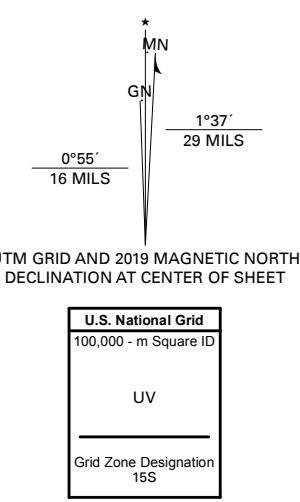 ★
MN
GN
1°37´
29 MILS
0°55´
16 MILS
UTM GRID AND 2019 MAGNETIC NORTH
DECLINATION AT CENTER OF SHEET
U.S. National Grid
100,000 - m Square ID
UV
Grid Zone Designation
15S